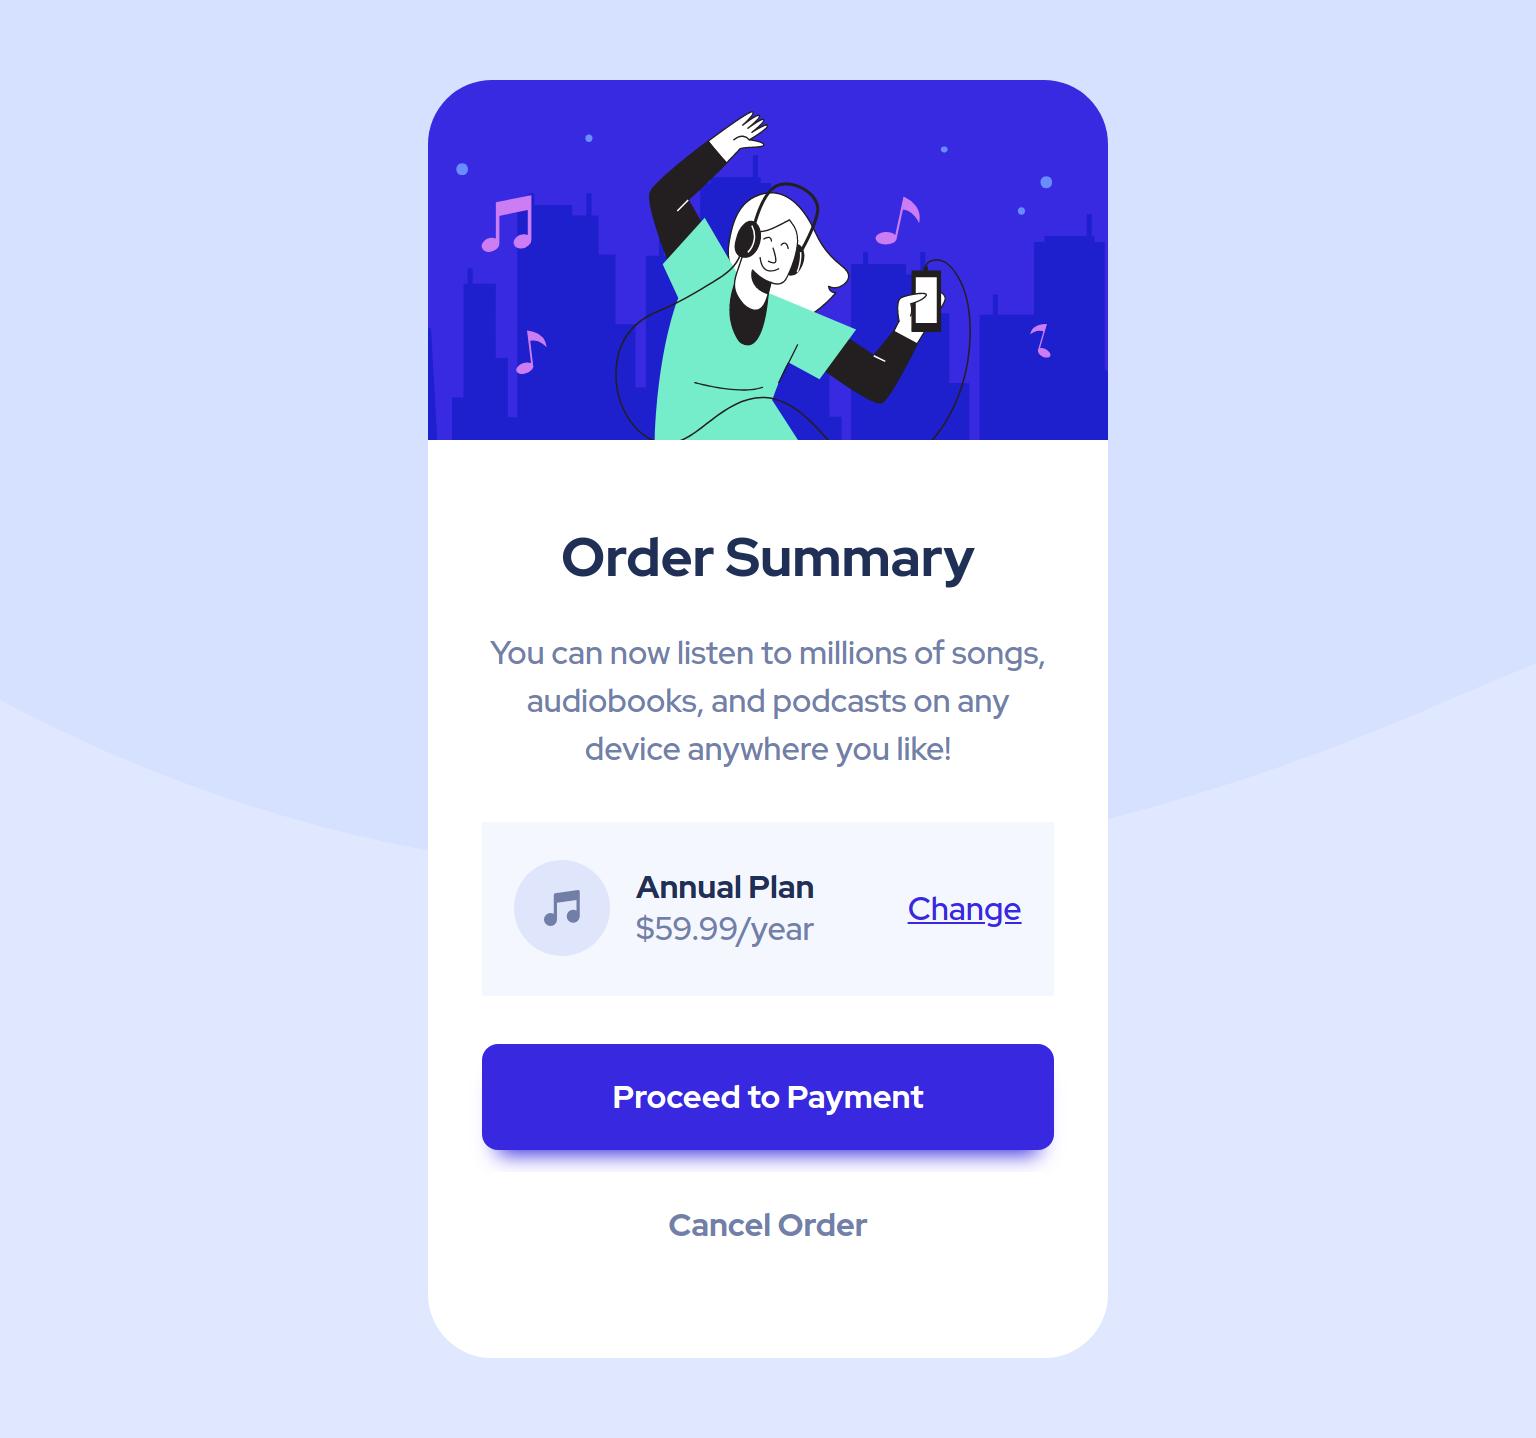 Order Summary
You can now listen to millions of songs,
audiobooks, and podcasts on any
device anywhere you like!
Annual Plan
$59.99/year
Change
Proceed to Payment
Cancel Order